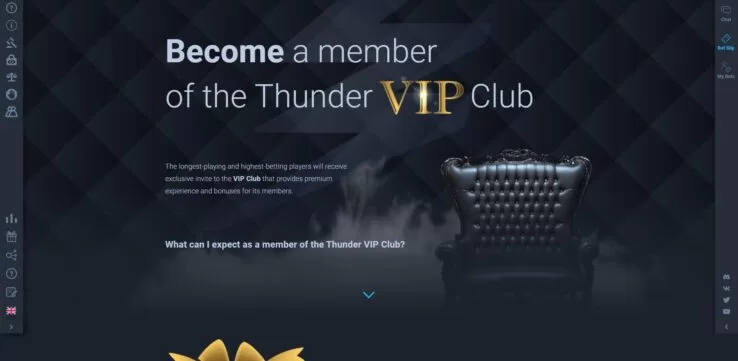 Become a member
of the Thunder VIP Club
The longest-playing and highest-betting players will receive
exclusive invite to the VIP Club that provides premium
experience and bonuses for its members.
What can I expect as a member of the Thunder VIP Club?
Chat
Bet Slip
My Bets